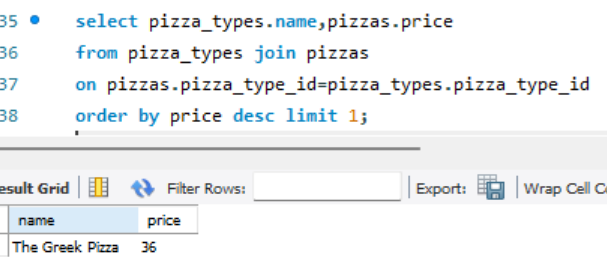 35 select pizza_types.name,pizzas.price
36 from pizza_types join pizzas
37 on pizzas.pizza_type_id=pizza_types.pizza_type_id
38 order by price desc limit 1;
esult Grid Filter Rows: Export: Wrap Cell Co
name price
The Greek Pizza 36